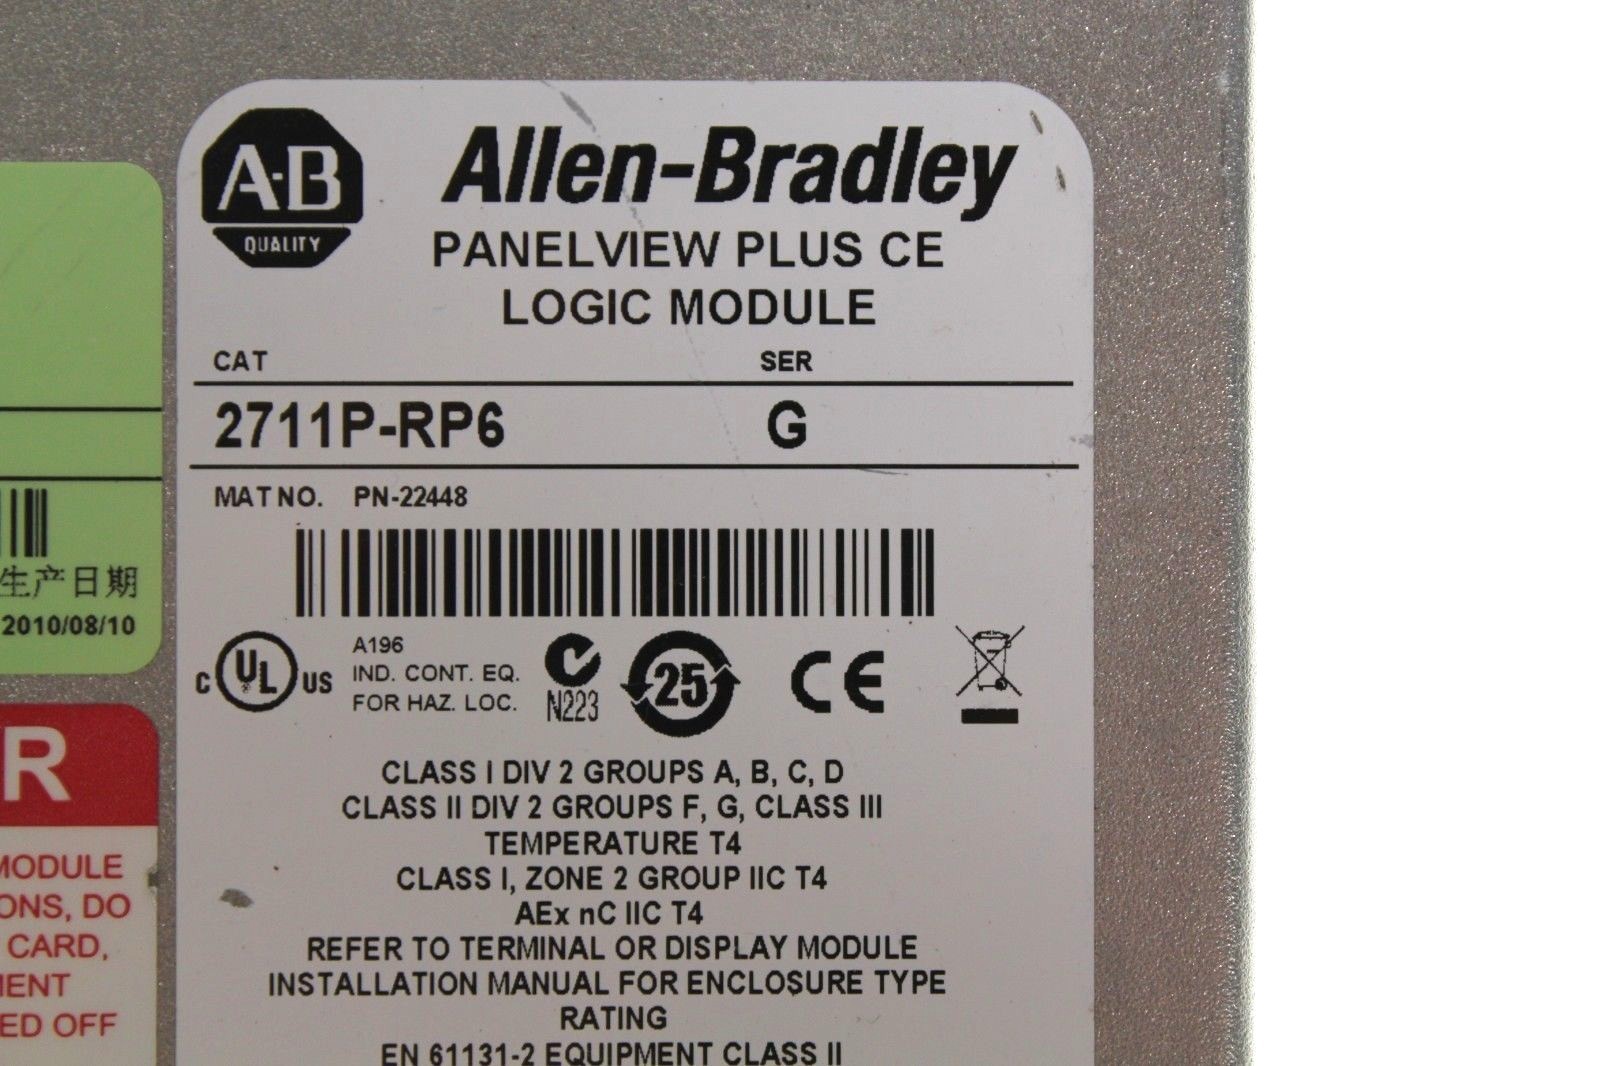 A-B
QUALITY
Allen-Bradley
PANELVIEW PLUS CE
LOGIC MODULE
CAT SER
2711P-RP6 G
MAT NO. PN-22448
生产日期
2010/08/10
C UL US
A196
IND. CONT. EQ.
FOR HAZ. LOC.
N223
25
CE
CLASS I DIV 2 GROUPS A, B, C, D
CLASS II DIV 2 GROUPS F, G, CLASS III
TEMPERATURE T4
CLASS I, ZONE 2 GROUP IIC T4
AEx nC IIC T4
REFER TO TERMINAL OR DISPLAY MODULE
INSTALLATION MANUAL FOR ENCLOSURE TYPE
RATING
EN 61131-2 EQUIPMENT CLASS II
R
MODULE
ONS, DO
CARD,
MENT
ED OFF